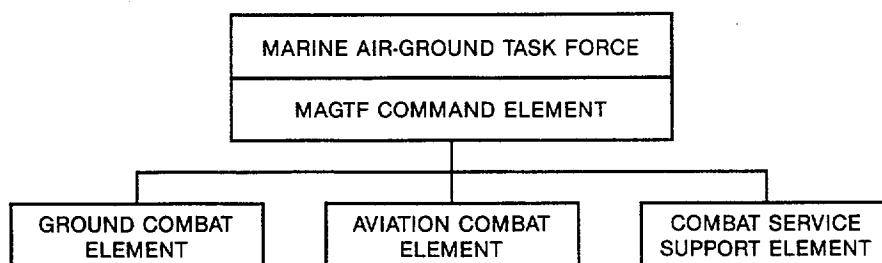 MARINE AIR-GROUND TASK FORCE
MAGTF COMMAND ELEMENT
GROUND COMBAT
ELEMENT
AVIATION COMBAT
ELEMENT
COMBAT SERVICE
SUPPORT ELEMENT